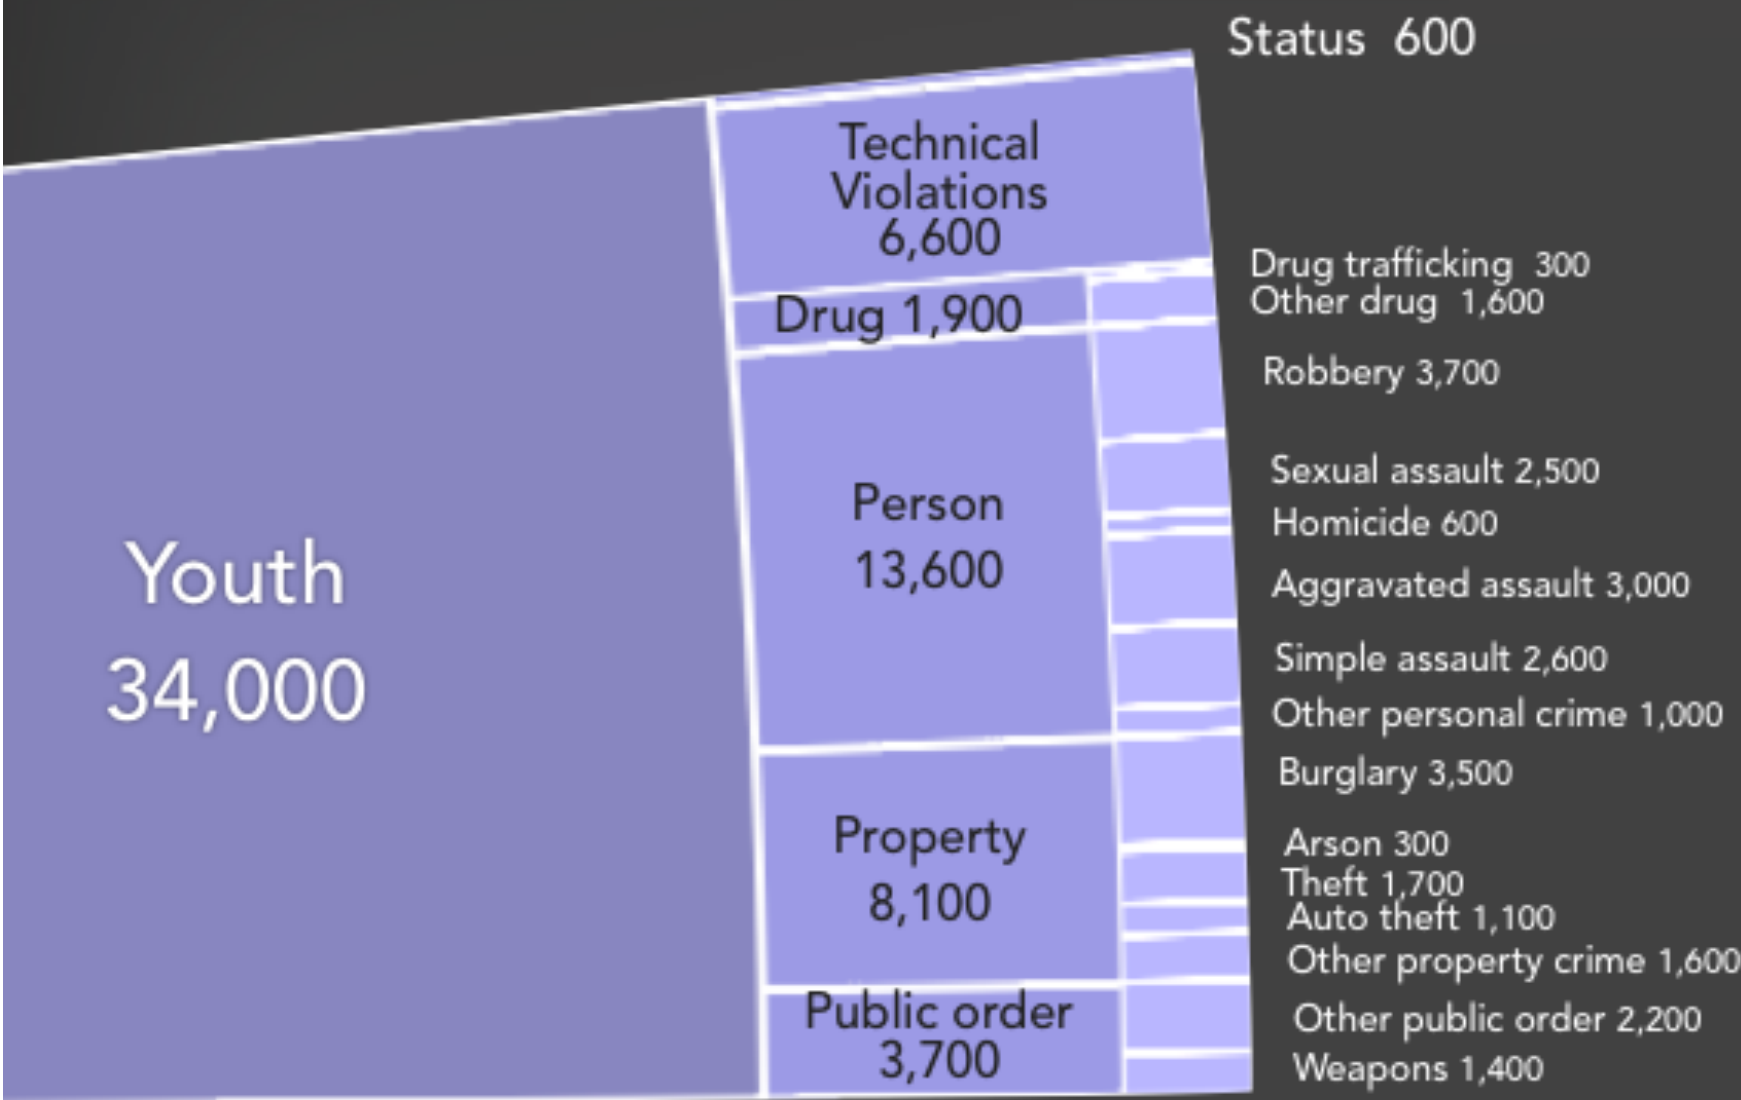 Status 600
Technical
Violations
6,600
Drug trafficking 300
Other drug 1,600
Drug 1,900
Robbery 3,700
Sexual assault 2,500
Homicide 600
Person
13,600
Aggravated assault 3,000
Simple assault 2,600
Other personal crime 1,000
Youth
34,000
Burglary 3,500
Property
8,100
Arson 300
Theft 1,700
Auto theft 1,100
Other property crime 1,600
Public order
3,700
Other public order 2,200
Weapons 1,400